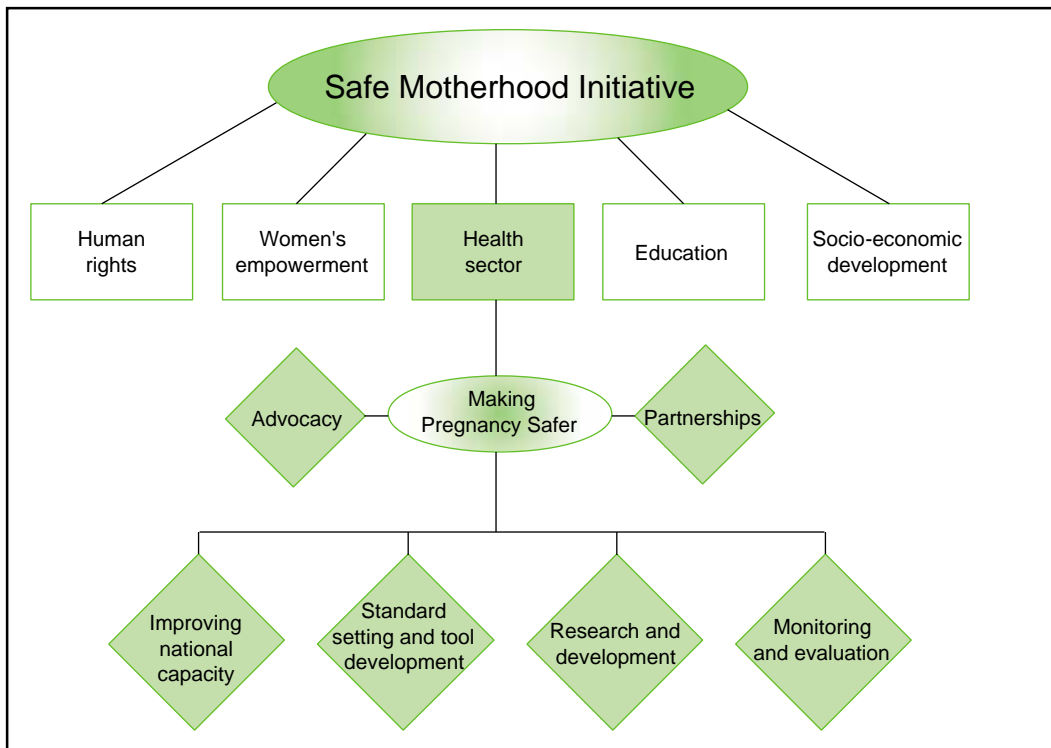 Safe Motherhood Initiative
Human
rights
Women's
empowerment
Health
sector
Education
Socio-economic
development
Advocacy
Making
Pregnancy Safer
Partnerships
Improving
national
capacity
Standard
setting and tool
development
Research and
development
Monitoring
and evaluation